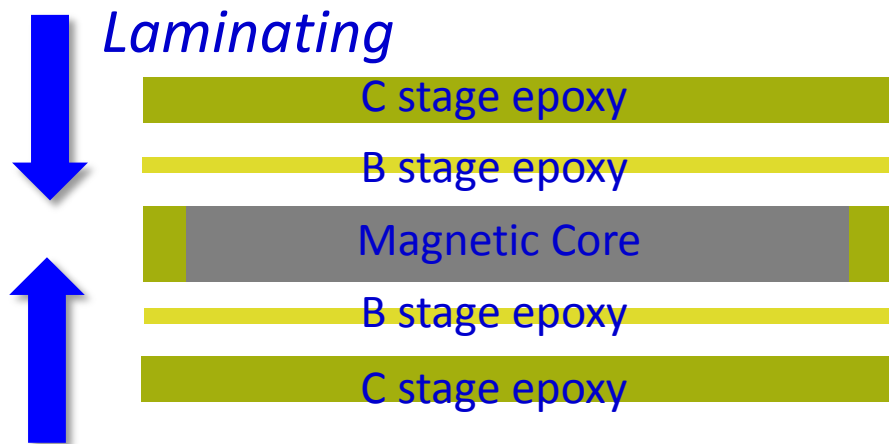 Laminating
C stage epoxy
B stage epoxy
Magnetic Core
B stage epoxy
C stage epoxy